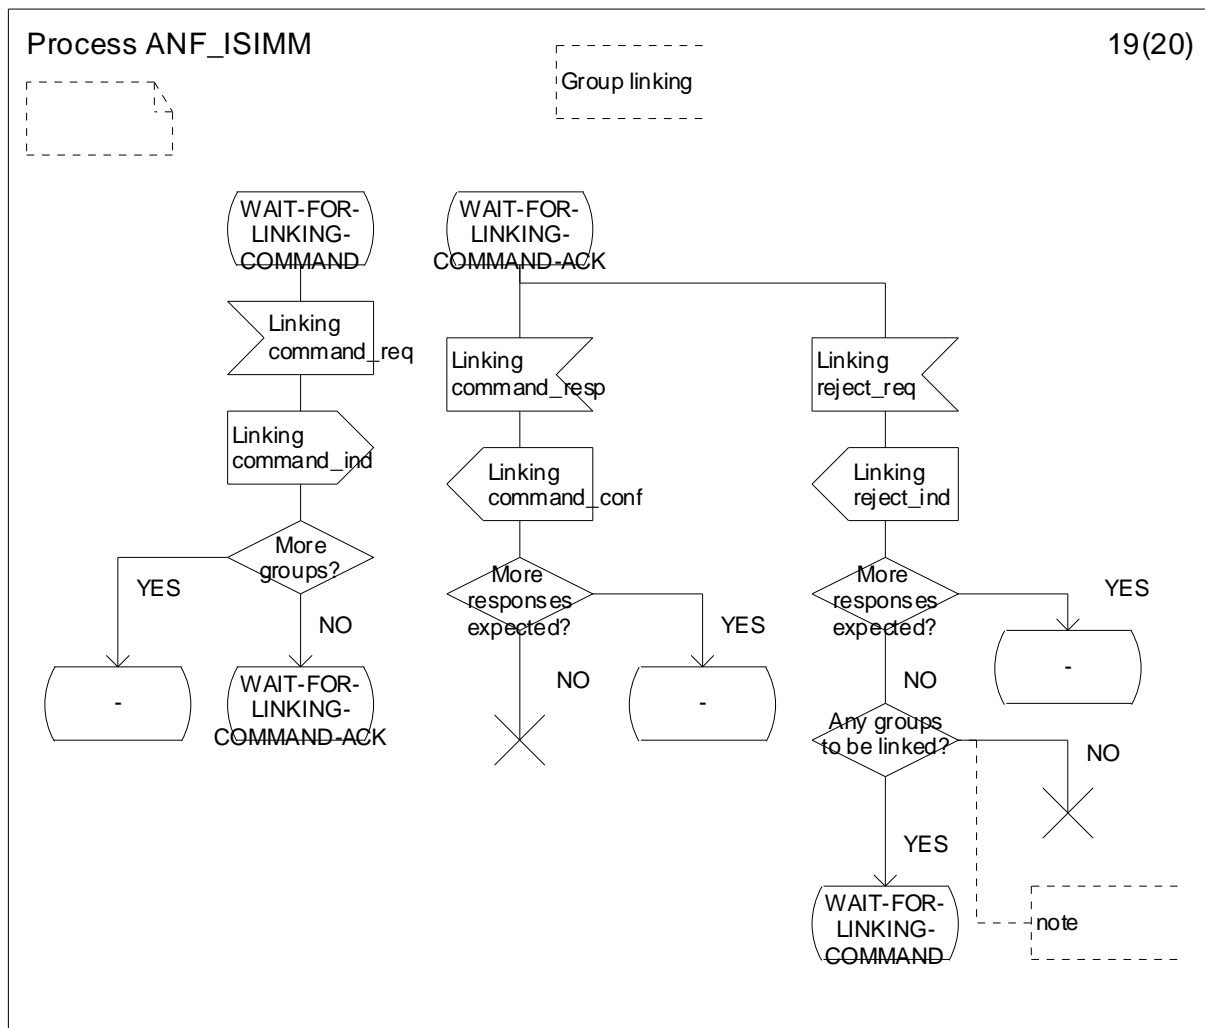 Process ANF_ISIMM
19(20)
Group linking
WAIT-FOR-
LINKING-
COMMAND
Linking
command_req
Linking
command_ind
More
groups?
YES
NO
-
WAIT-FOR-
LINKING-
COMMAND-ACK
WAIT-FOR-
LINKING-
COMMAND-ACK
Linking
command_resp
Linking
command_conf
More
responses
expected?
YES
NO
-
Linking
reject_req
Linking
reject_ind
More
responses
expected?
YES
-
NO
Any groups
to be linked?
NO
YES
WAIT-FOR-
LINKING-
COMMAND
note